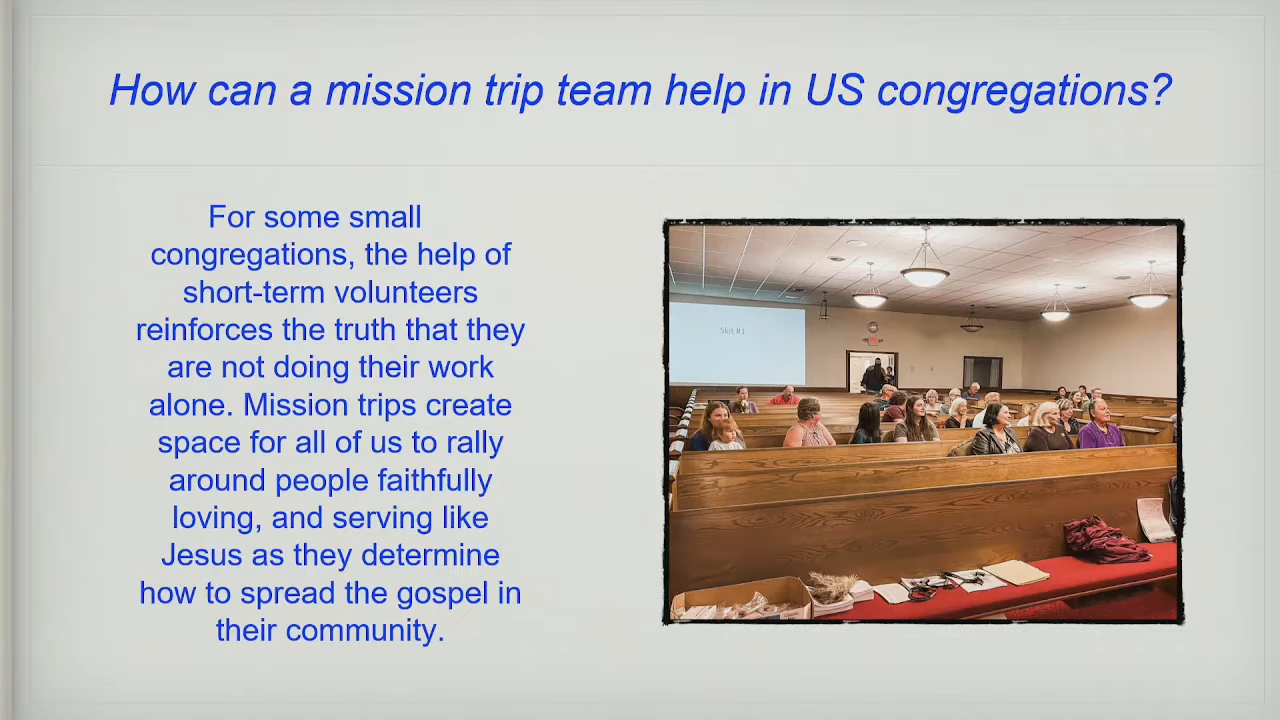 How can a mission trip team help in US congregations?
For some small
congregations, the help of
short-term volunteers
reinforces the truth that they
are not doing their work
alone. Mission trips create
space for all of us to rally
around people faithfully
loving, and serving like
Jesus as they determine
how to spread the gospel in
their community.
Skit #1